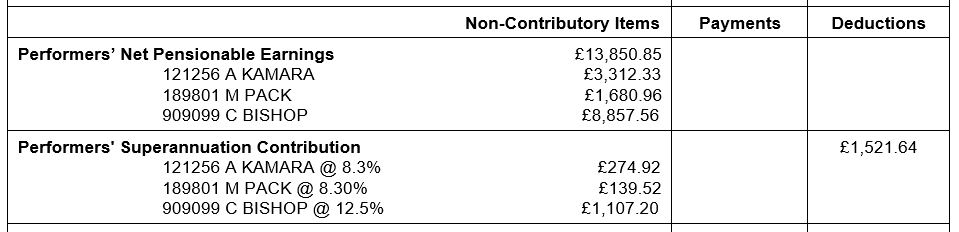 Non-Contributory Items Payments Deductions
Performers’ Net Pensionable Earnings £13,850.85
121256 A KAMARA £3,312.33
189801 M PACK £1,680.96
909099 C BISHOP £8,857.56
Performers' Superannuation Contribution £1,521.64
121256 A KAMARA @ 8.3% £274.92
189801 M PACK @ 8.30% £139.52
909099 C BISHOP @ 12.5% £1,107.20